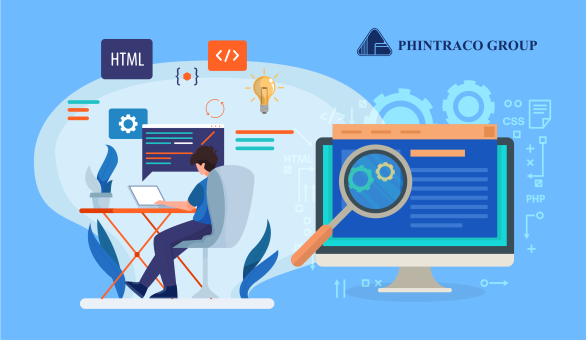 PHINTRACO GROUP
HTML
</>
{ }
</>
CSS
HTML
PHP